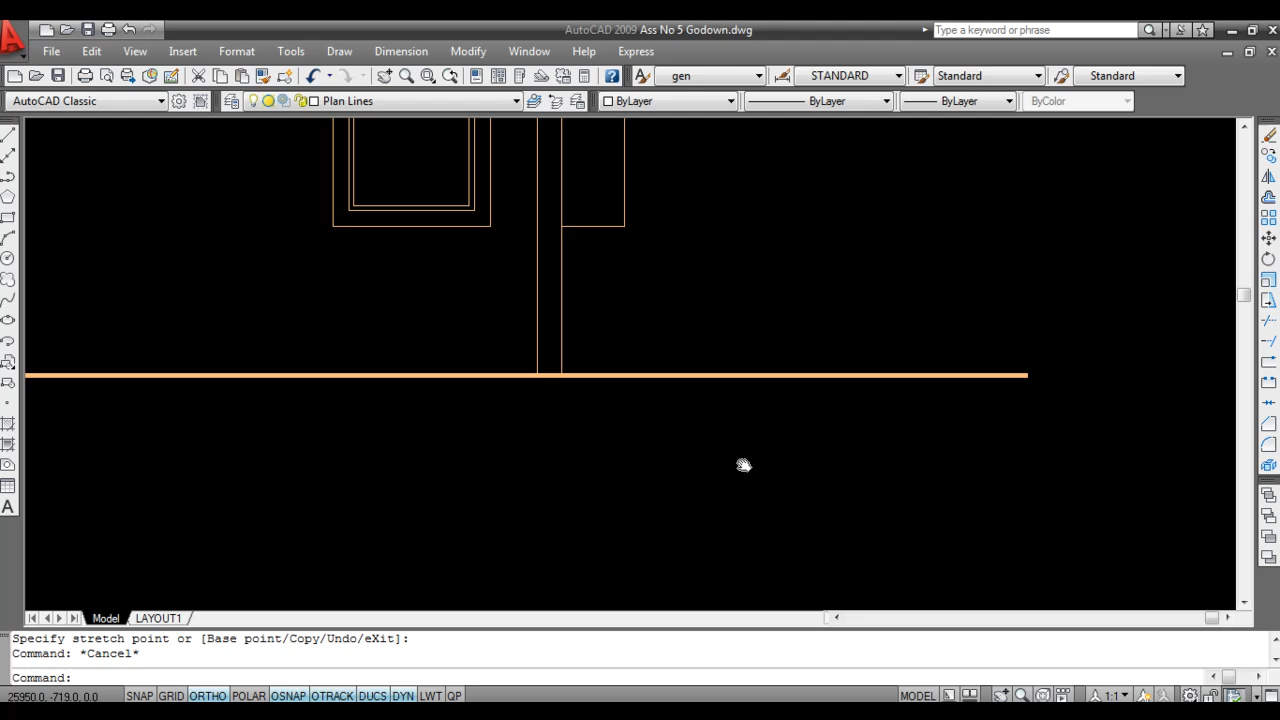 AutoCAD 2009 Ass No 5 Godown.dwg
Type a keyword or phrase
File Edit View Insert Format Tools Draw Dimension Modify Window Help Express
gen STANDARD Standard Standard
AutoCAD Classic Plan Lines ByLayer ByLayer ByLayer ByColor
Model LAYOUT1
Specify stretch point or [Base point/Copy/Undo/eXit]:
Command: *Cancel*
Command:
25950.0, -719.0, 0.0 SNAP GRID ORTHO POLAR OSNAP OTRACK DUCS DYN LWT QP MODEL 1:1